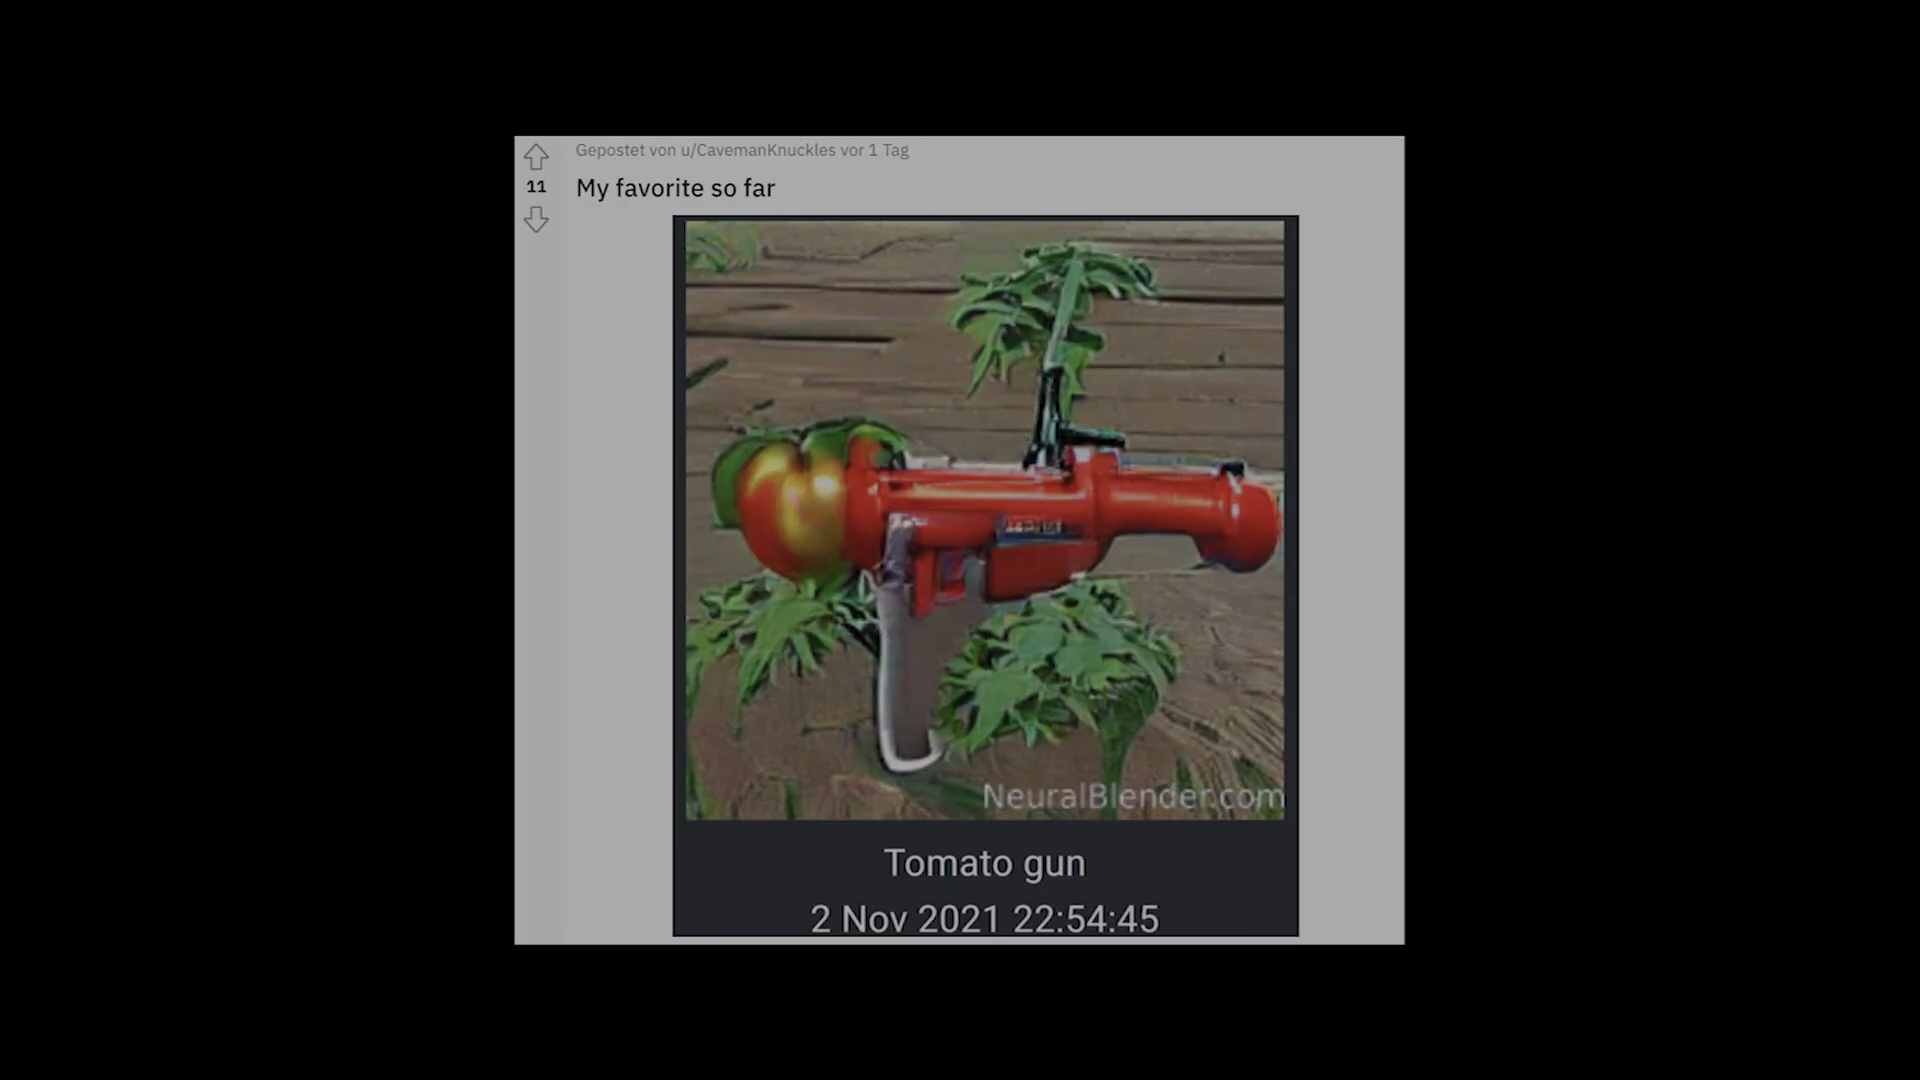 Gepostet von u/CavemanKnuckles vor 1 Tag
11
My favorite so far
NeuralBlender.com
Tomato gun
2 Nov 2021 22:54:45